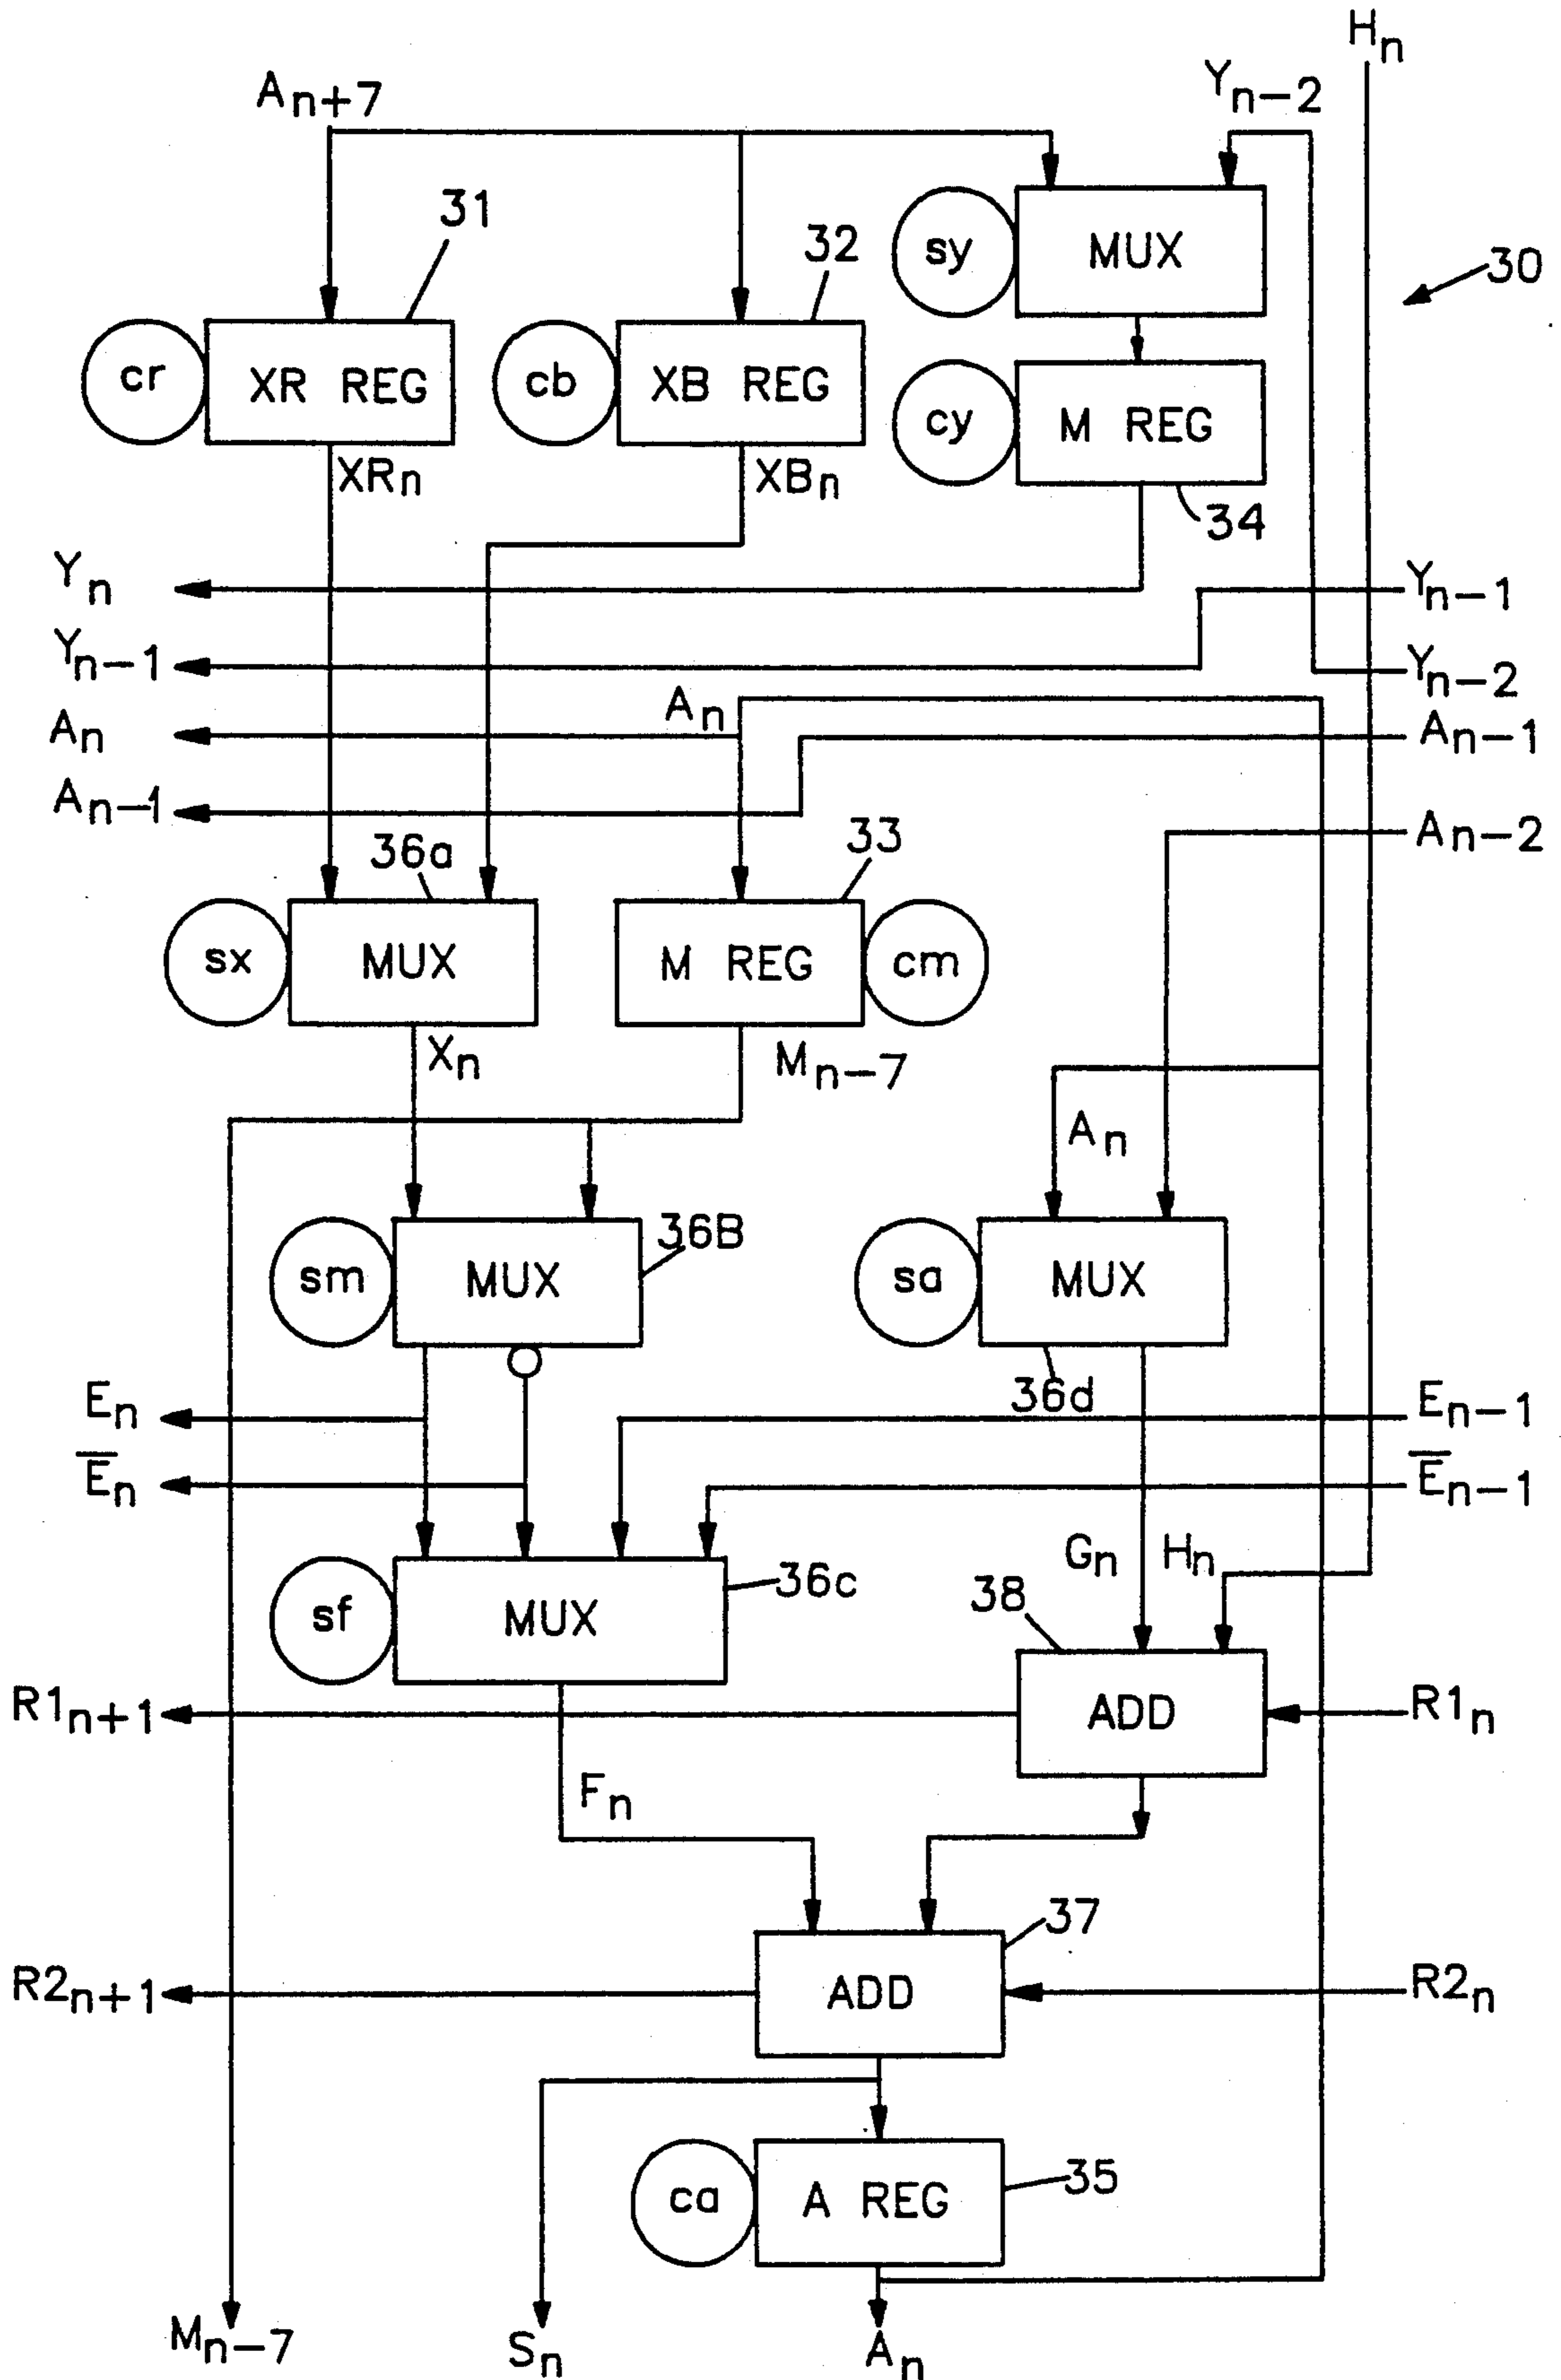 Hn
An+7
Yn-2
31
32
sy
MUX
30
cr
XR REG
cb
XB REG
cy
M REG
XRn
XBn
34
Yn
Yn-1
Yn-1
Yn-2
An
An
An-1
An-1
An-2
36a
33
sx
MUX
M REG
cm
Xn
Mn-7
An
36B
sm
MUX
sa
MUX
36d
En
En-1
E̅n
E̅n-1
Gn
Hn
36c
38
sf
MUX
R1n+1
ADD
R1n
Fn
37
R2n+1
ADD
R2n
ca
A REG
35
Mn-7
Sn
An